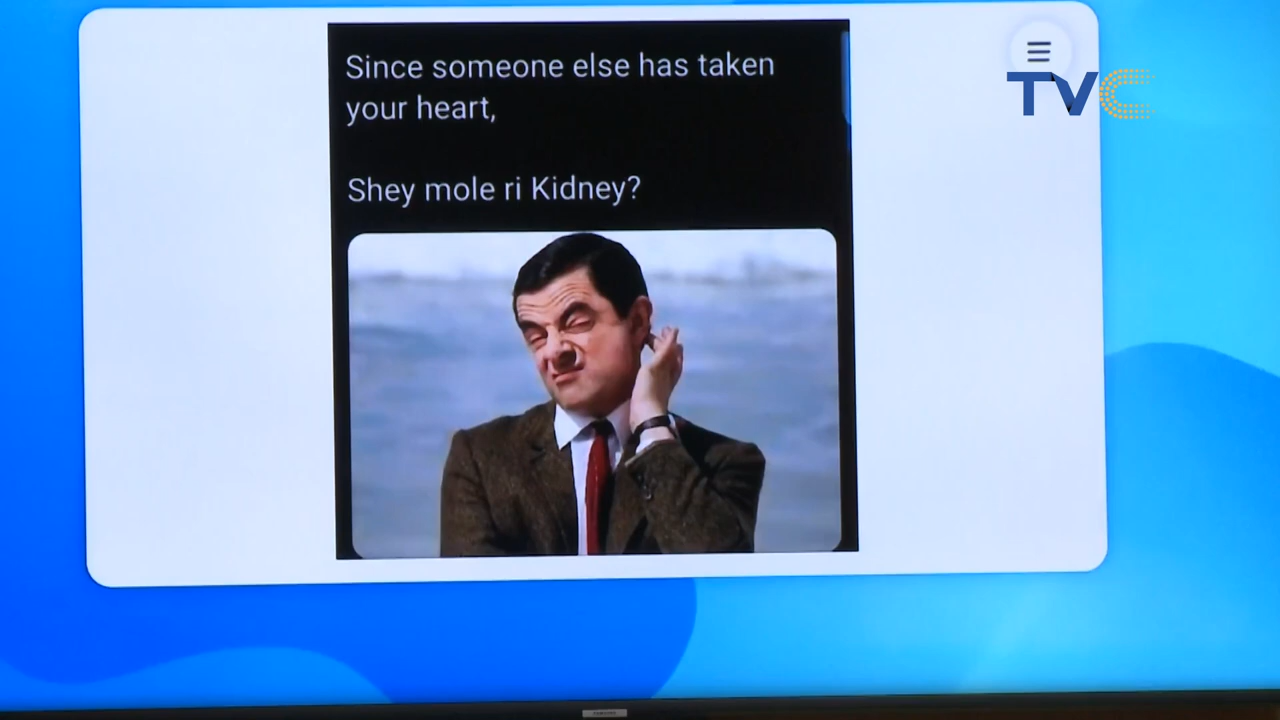 Since someone else has taken
your heart,
Shey mole ri Kidney?
TVC